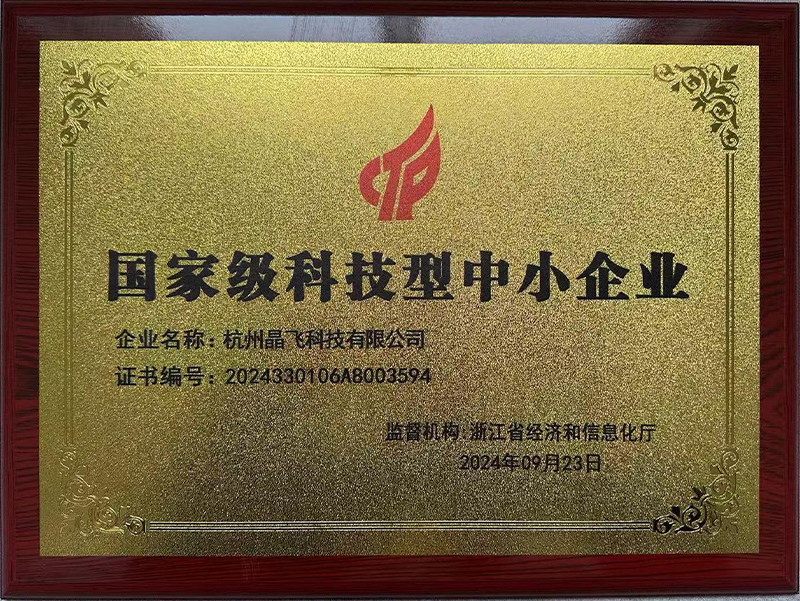 国家级科技型中小企业
企业名称：杭州晶飞科技有限公司
证书编号：2024330106A8003594
监督机构：浙江省经济和信息化厅
2024年09月23日